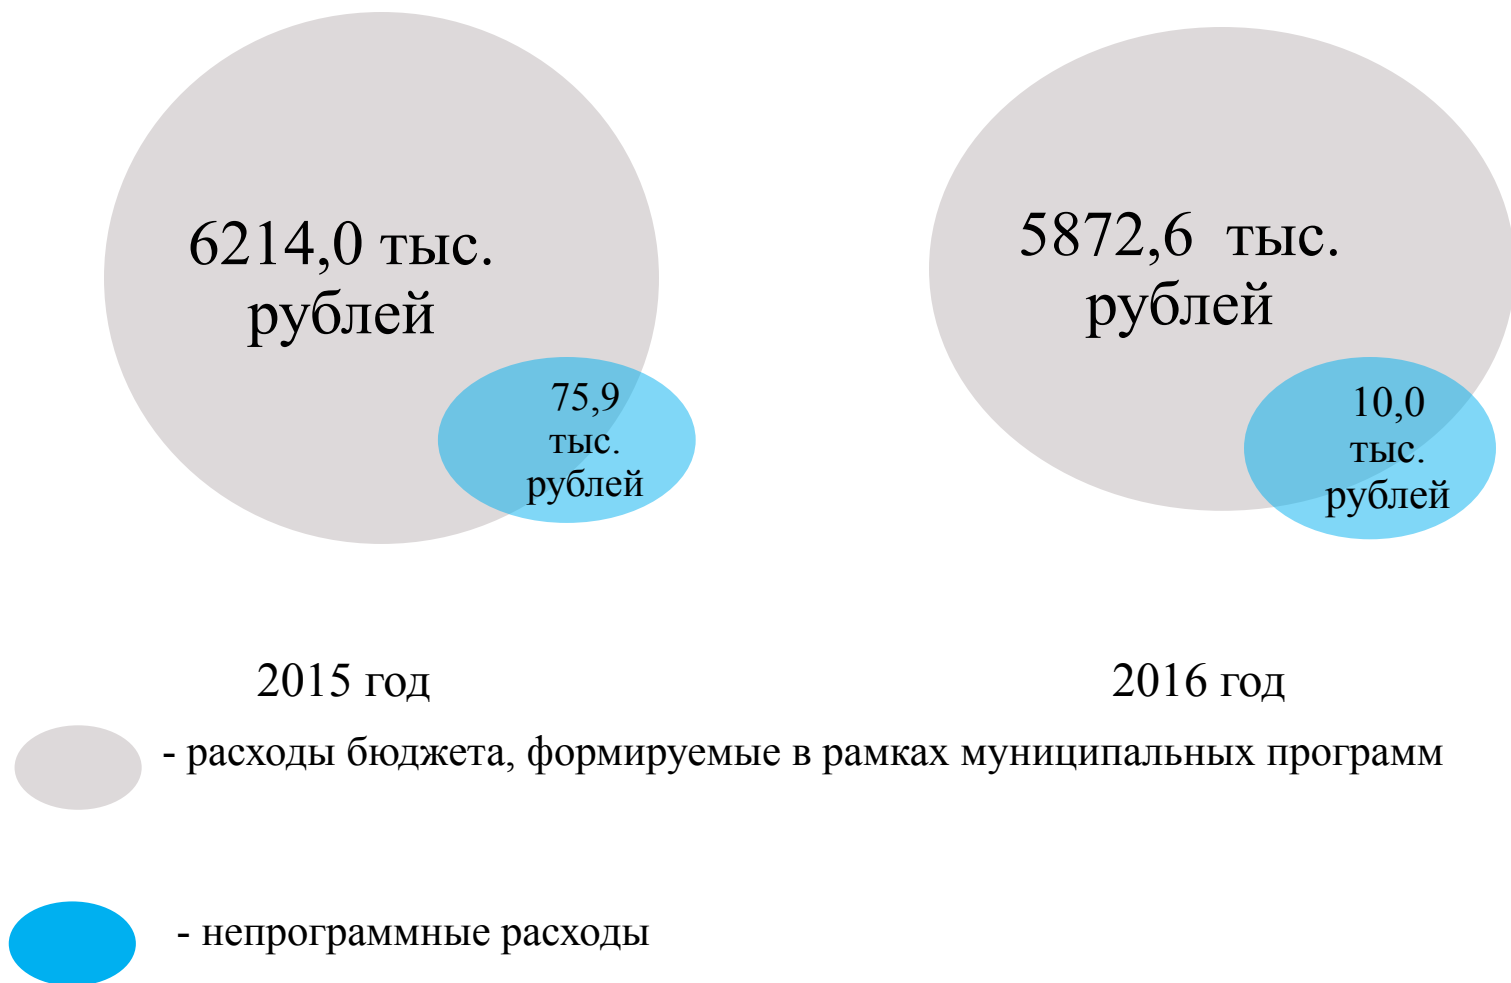 6214,0 тыс.
рублей
75,9
тыс.
рублей
5872,6 тыс.
рублей
10,0
тыс.
рублей
2015 год
2016 год
- расходы бюджета, формируемые в рамках муниципальных программ
- непрограммные расходы